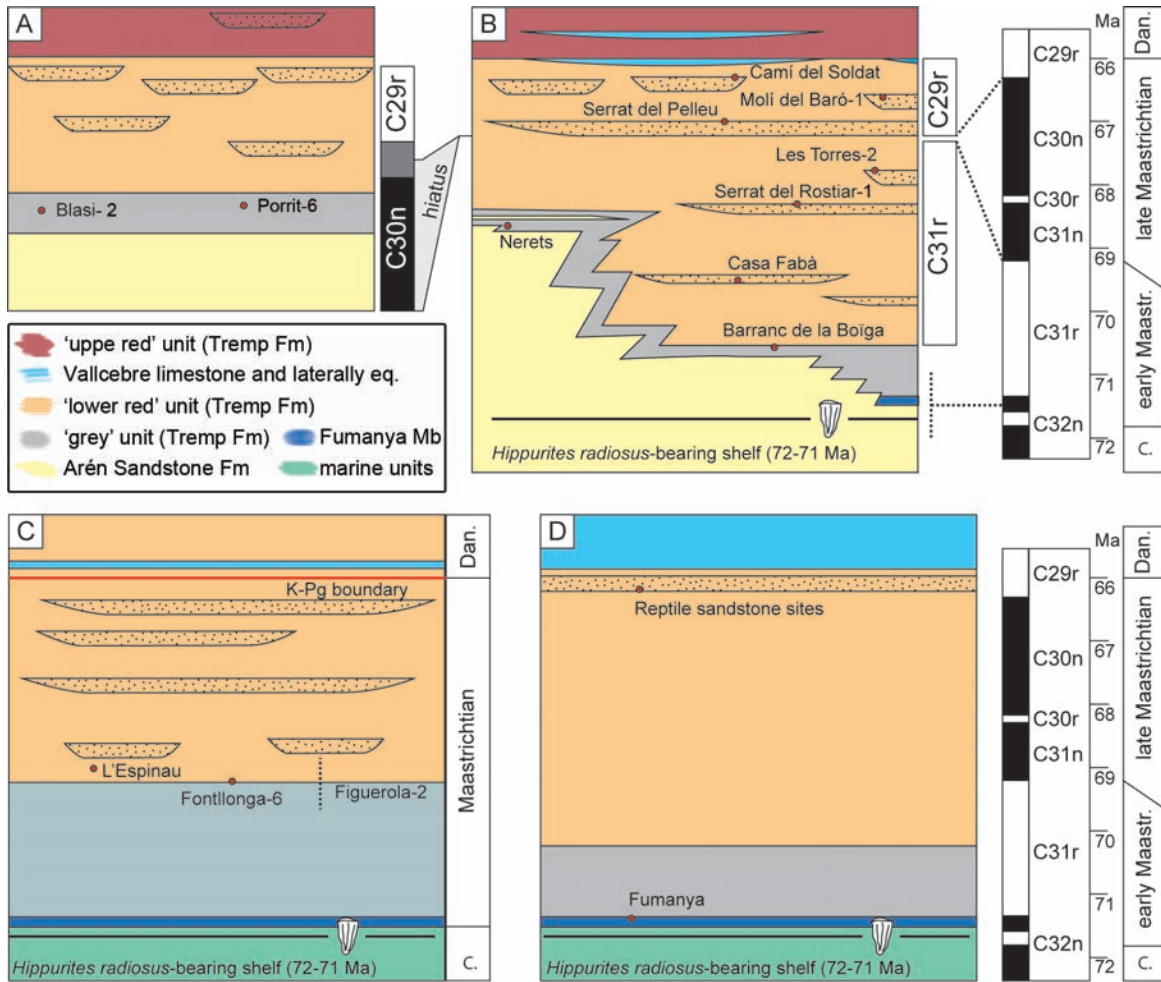 A
Blasi-2
Porrit-6
C29r
C30n
hiatus
B
Camí del Soldat
Molí del Baró-1
Serrat del Pelleu
Les Torres-2
Serrat del Rostiar-1
Nerets
Casa Fabà
Barranc de la Boïga
Hippurites radiosus-bearing shelf (72-71 Ma)
C29r
C31r
Ma
C29r
C30n
C30r
C31n
C31r
C32n
66
67
68
69
70
71
72
Dan.
late Maastrichtian
early Maastr.
C.
'uppe red' unit (Tremp Fm)
Vallcebre limestone and laterally eq.
'lower red' unit (Tremp Fm)
'grey' unit (Tremp Fm)
Fumanya Mb
Arén Sandstone Fm
marine units
C
K-Pg boundary
L'Espinau
Fontllonga-6
Figuerola-2
Hippurites radiosus-bearing shelf (72-71 Ma)
Dan.
Maastrichtian
C.
D
Reptile sandstone sites
Fumanya
Hippurites radiosus-bearing shelf (72-71 Ma)
Ma
C29r
C30n
C30r
C31n
C31r
C32n
66
67
68
69
70
71
72
Dan.
late Maastrichtian
early Maastr.
C.